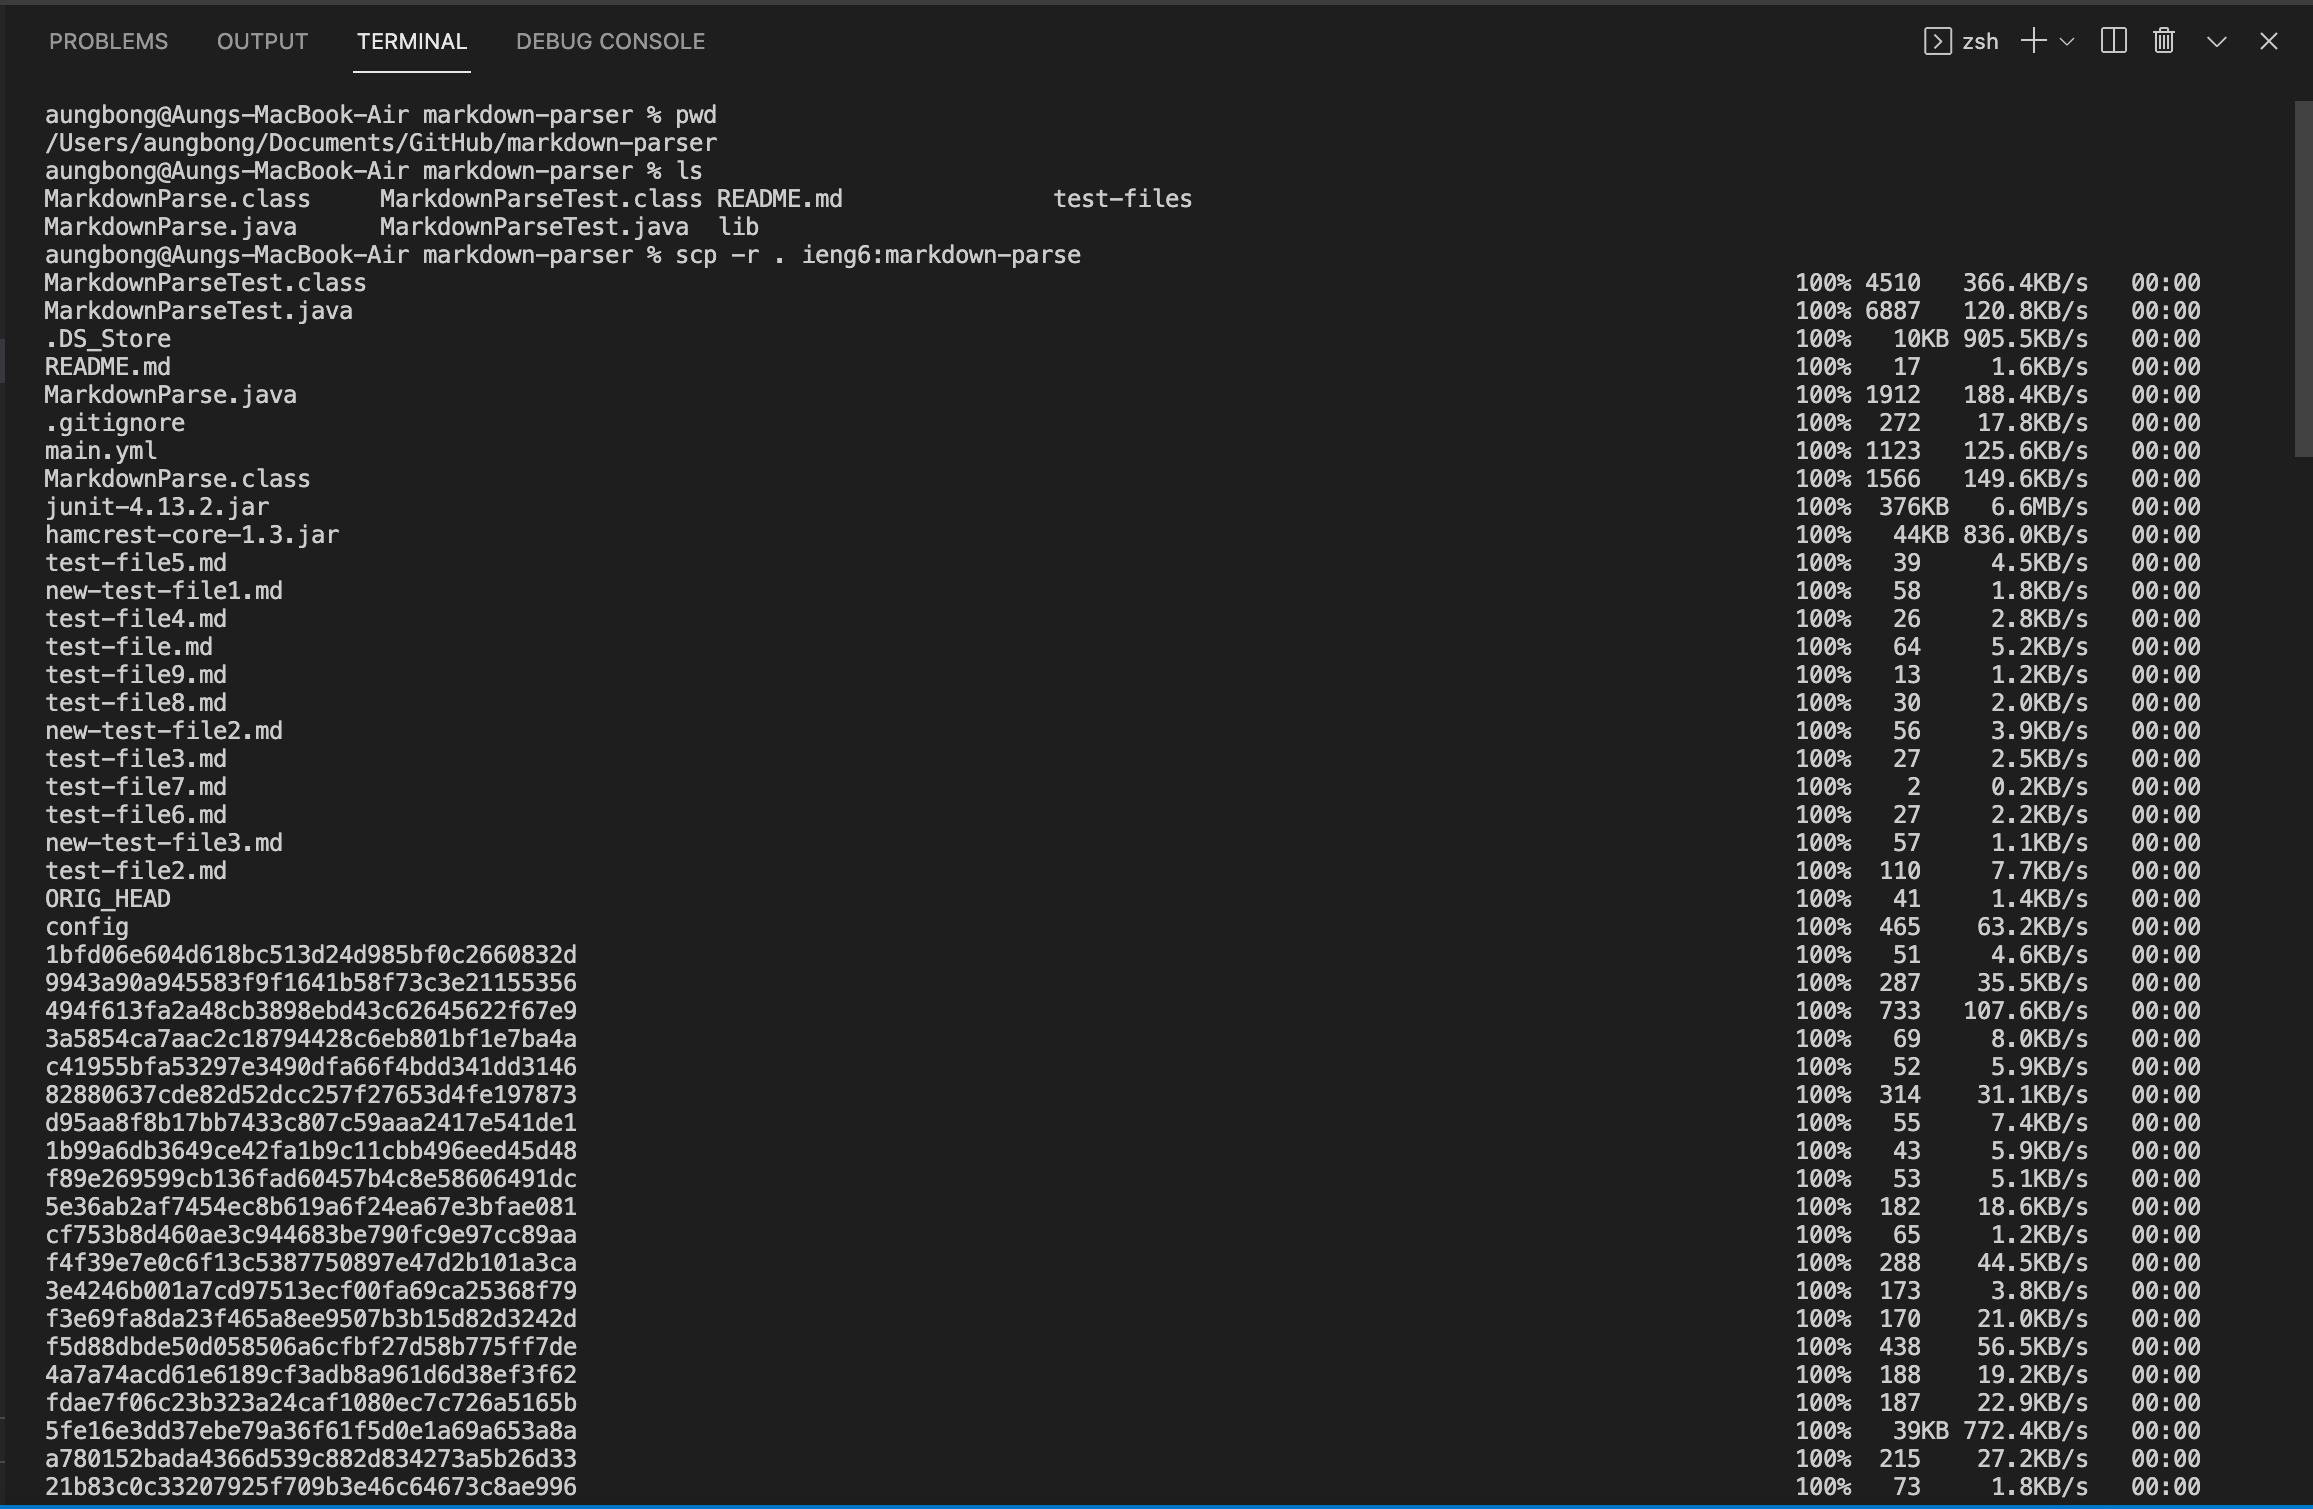 PROBLEMS OUTPUT TERMINAL DEBUG CONSOLE zsh
aungbong@Aungs-MacBook-Air markdown-parser % pwd
/Users/aungbong/Documents/GitHub/markdown-parser
aungbong@Aungs-MacBook-Air markdown-parser % ls
MarkdownParse.class MarkdownParseTest.class README.md test-files
MarkdownParse.java MarkdownParseTest.java lib
aungbong@Aungs-MacBook-Air markdown-parser % scp -r . ieng6:markdown-parse
MarkdownParseTest.class 100% 4510 366.4KB/s 00:00
MarkdownParseTest.java 100% 6887 120.8KB/s 00:00
.DS_Store 100% 10KB 905.5KB/s 00:00
README.md 100% 17 1.6KB/s 00:00
MarkdownParse.java 100% 1912 188.4KB/s 00:00
.gitignore 100% 272 17.8KB/s 00:00
main.yml 100% 1123 125.6KB/s 00:00
MarkdownParse.class 100% 1566 149.6KB/s 00:00
junit-4.13.2.jar 100% 376KB 6.6MB/s 00:00
hamcrest-core-1.3.jar 100% 44KB 836.0KB/s 00:00
test-file5.md 100% 39 4.5KB/s 00:00
new-test-file1.md 100% 58 1.8KB/s 00:00
test-file4.md 100% 26 2.8KB/s 00:00
test-file.md 100% 64 5.2KB/s 00:00
test-file9.md 100% 13 1.2KB/s 00:00
test-file8.md 100% 30 2.0KB/s 00:00
new-test-file2.md 100% 56 3.9KB/s 00:00
test-file3.md 100% 27 2.5KB/s 00:00
test-file7.md 100% 2 0.2KB/s 00:00
test-file6.md 100% 27 2.2KB/s 00:00
new-test-file3.md 100% 57 1.1KB/s 00:00
test-file2.md 100% 110 7.7KB/s 00:00
ORIG_HEAD 100% 41 1.4KB/s 00:00
config 100% 465 63.2KB/s 00:00
1bfd06e604d618bc513d24d985bf0c2660832d 100% 51 4.6KB/s 00:00
9943a90a945583f9f1641b58f73c3e21155356 100% 287 35.5KB/s 00:00
494f613fa2a48cb3898ebd43c62645622f67e9 100% 733 107.6KB/s 00:00
3a5854ca7aac2c18794428c6eb801bf1e7ba4a 100% 69 8.0KB/s 00:00
c41955bfa53297e3490dfa66f4bdd341dd3146 100% 52 5.9KB/s 00:00
82880637cde82d52dcc257f27653d4fe197873 100% 314 31.1KB/s 00:00
d95aa8f8b17bb7433c807c59aaa2417e541de1 100% 55 7.4KB/s 00:00
1b99a6db3649ce42fa1b9c11cbb496eed45d48 100% 43 5.9KB/s 00:00
f89e269599cb136fad60457b4c8e58606491dc 100% 53 5.1KB/s 00:00
5e36ab2af7454ec8b619a6f24ea67e3bfae081 100% 182 18.6KB/s 00:00
cf753b8d460ae3c944683be790fc9e97cc89aa 100% 65 1.2KB/s 00:00
f4f39e7e0c6f13c5387750897e47d2b101a3ca 100% 288 44.5KB/s 00:00
3e4246b001a7cd97513ecf00fa69ca25368f79 100% 173 3.8KB/s 00:00
f3e69fa8da23f465a8ee9507b3b15d82d3242d 100% 170 21.0KB/s 00:00
f5d88dbde50d058506a6cfbf27d58b775ff7de 100% 438 56.5KB/s 00:00
4a7a74acd61e6189cf3adb8a961d6d38ef3f62 100% 188 19.2KB/s 00:00
fdae7f06c23b323a24caf1080ec7c726a5165b 100% 187 22.9KB/s 00:00
5fe16e3dd37ebe79a36f61f5d0e1a69a653a8a 100% 39KB 772.4KB/s 00:00
a780152bada4366d539c882d834273a5b26d33 100% 215 27.2KB/s 00:00
21b83c0c33207925f709b3e46c64673c8ae996 100% 73 1.8KB/s 00:00